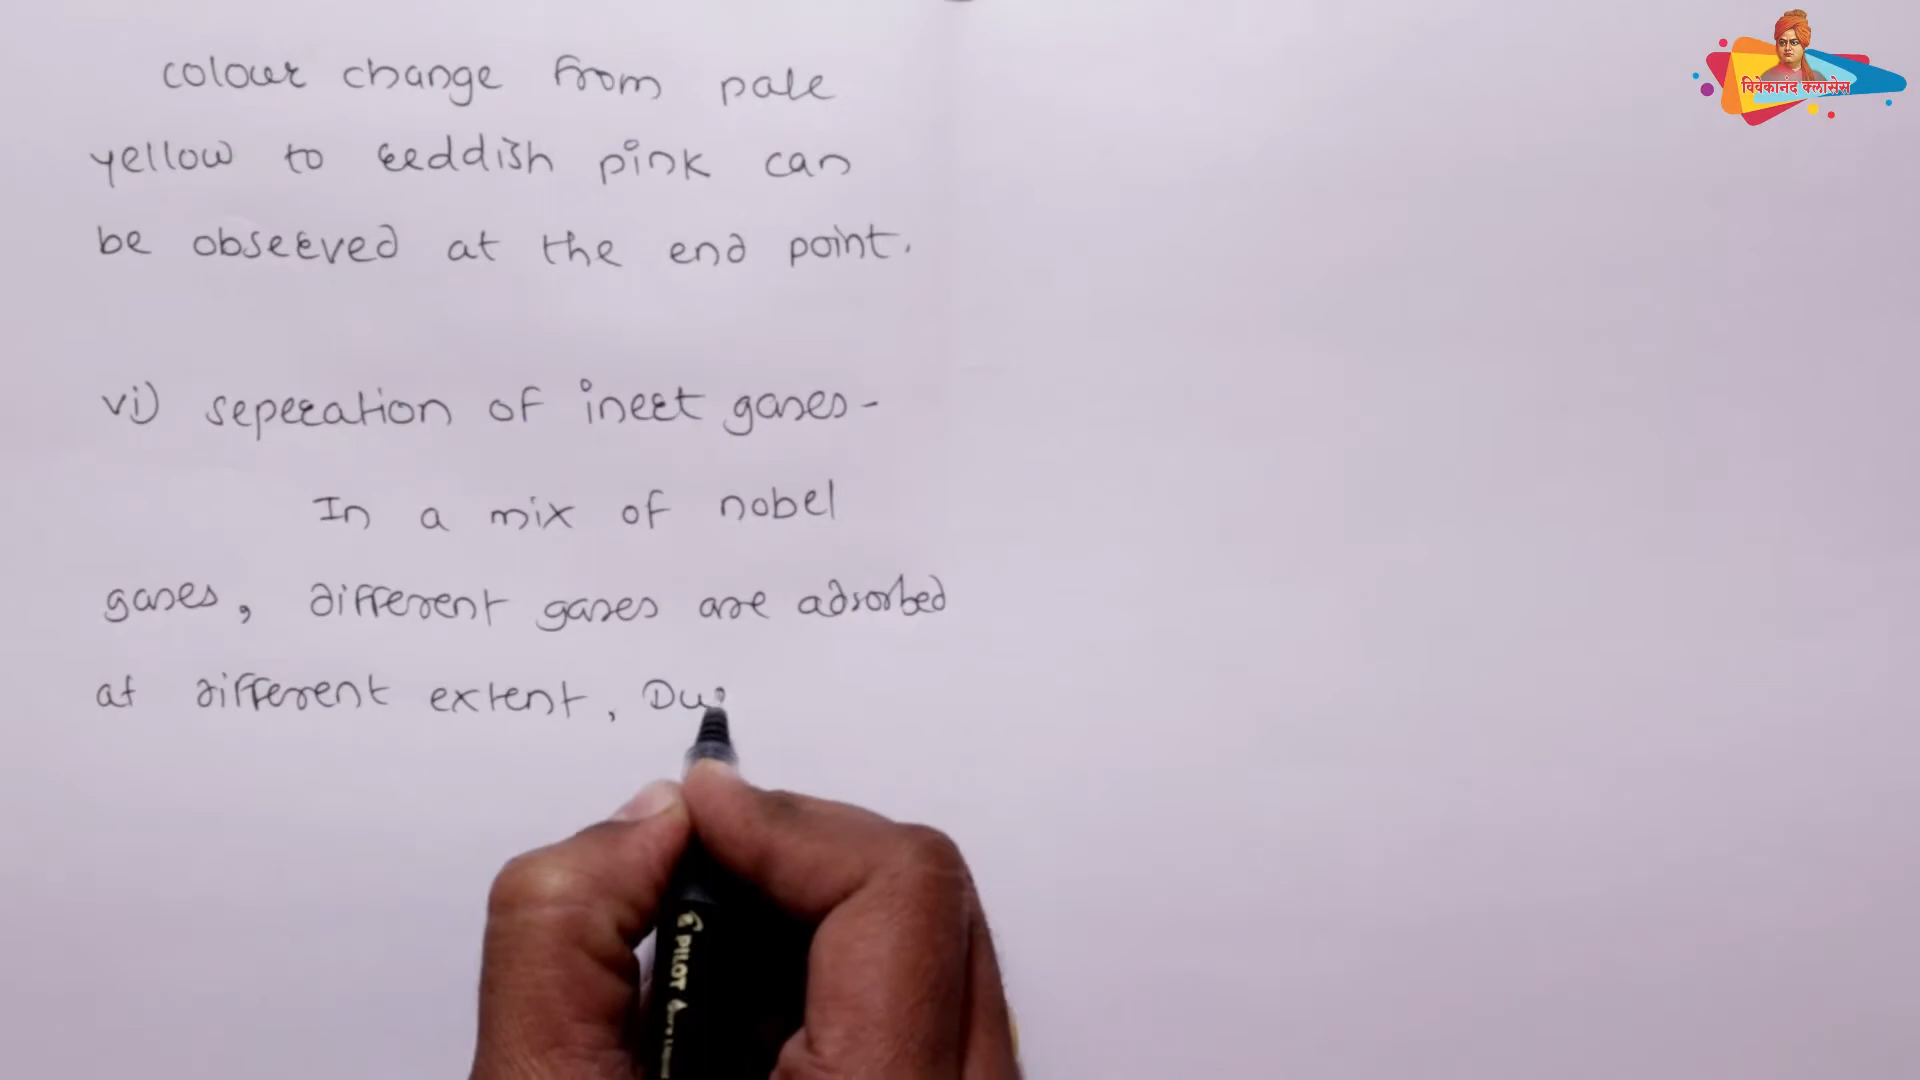 विवेकानंद क्लासेस
colour change from pale
yellow to reddish pink can
be observed at the end point.
vi) seperation of inert gases-
In a mix of nobel
gases, different gases are adsorbed
at different extent, Du
PILOT